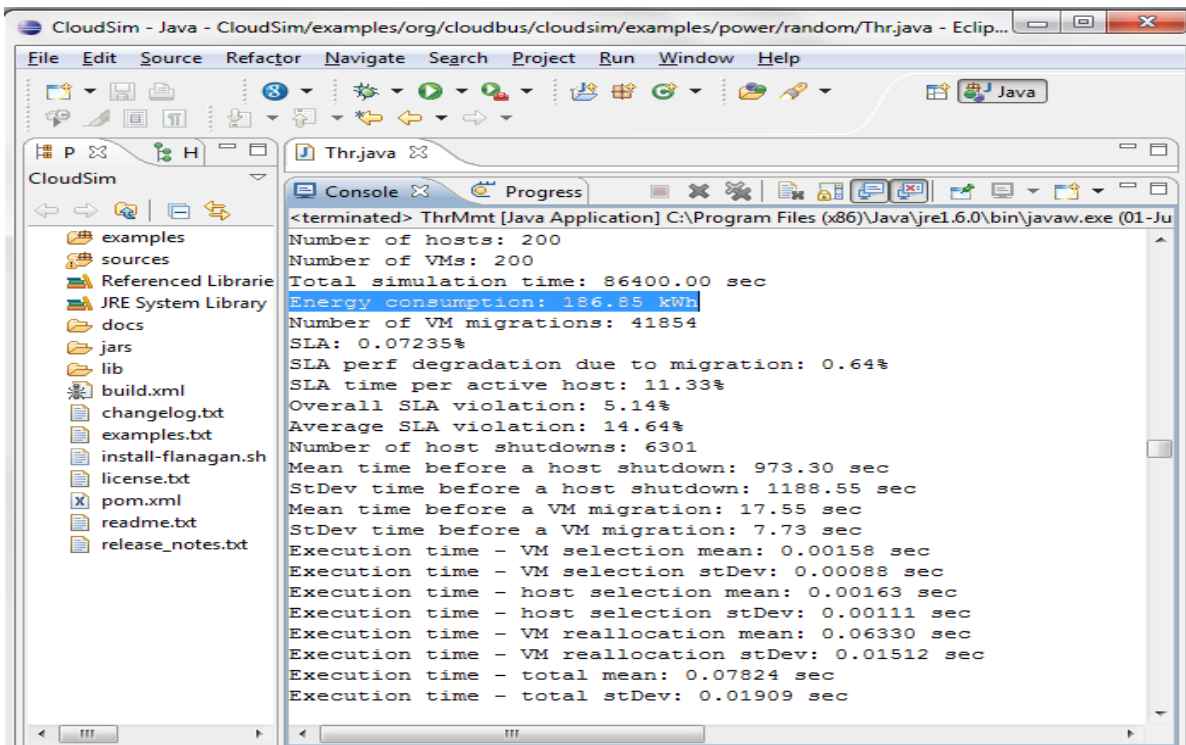 CloudSim - Java - CloudSim/examples/org/cloudbus/cloudsim/examples/power/random/Thr.java - Eclip...
File Edit Source Refactor Navigate Search Project Run Window Help
Java
P H
Thr.java
CloudSim
Console Progress
<terminated> ThrMmt [Java Application] C:\Program Files (x86)\Java\jre1.6.0\bin\javaw.exe (01-Ju
examples
sources
Referenced Librarie
JRE System Library
docs
jars
lib
build.xml
changelog.txt
examples.txt
install-flanagan.sh
license.txt
pom.xml
readme.txt
release_notes.txt
Number of hosts: 200
Number of VMs: 200
Total simulation time: 86400.00 sec
Energy consumption: 186.85 kWh
Number of VM migrations: 41854
SLA: 0.07235%
SLA perf degradation due to migration: 0.64%
SLA time per active host: 11.33%
Overall SLA violation: 5.14%
Average SLA violation: 14.64%
Number of host shutdowns: 6301
Mean time before a host shutdown: 973.30 sec
StDev time before a host shutdown: 1188.55 sec
Mean time before a VM migration: 17.55 sec
StDev time before a VM migration: 7.73 sec
Execution time - VM selection mean: 0.00158 sec
Execution time - VM selection stDev: 0.00088 sec
Execution time - host selection mean: 0.00163 sec
Execution time - host selection stDev: 0.00111 sec
Execution time - VM reallocation mean: 0.06330 sec
Execution time - VM reallocation stDev: 0.01512 sec
Execution time - total mean: 0.07824 sec
Execution time - total stDev: 0.01909 sec